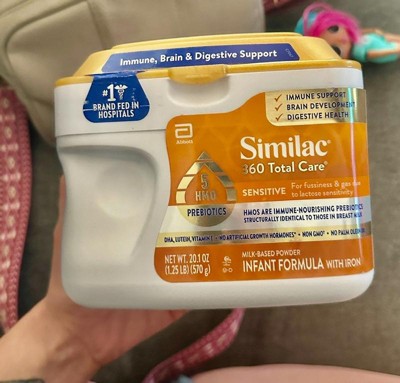 Immune, Brain & Digestive Support
#1
BRAND FED IN
HOSPITALS
✓ IMMUNE SUPPORT
✓ BRAIN DEVELOPMENT
✓ DIGESTIVE HEALTH
Abbott
Similac®
360 Total Care®
5
HMO
PREBIOTICS
SENSITIVE
For fussiness & gas due
to lactose sensitivity
HMOS ARE IMMUNE-NOURISHING PREBIOTICS
STRUCTURALLY IDENTICAL TO THOSE IN BREAST MILK
DHA, LUTEIN, VITAMIN E • NO ARTIFICIAL GROWTH HORMONES* • NON GMO* • NO PALM
NET WT. 20.1 OZ
(1.25 LB) (570 g)
MILK-BASED POWDER
INFANT FORMULA WITH IRON